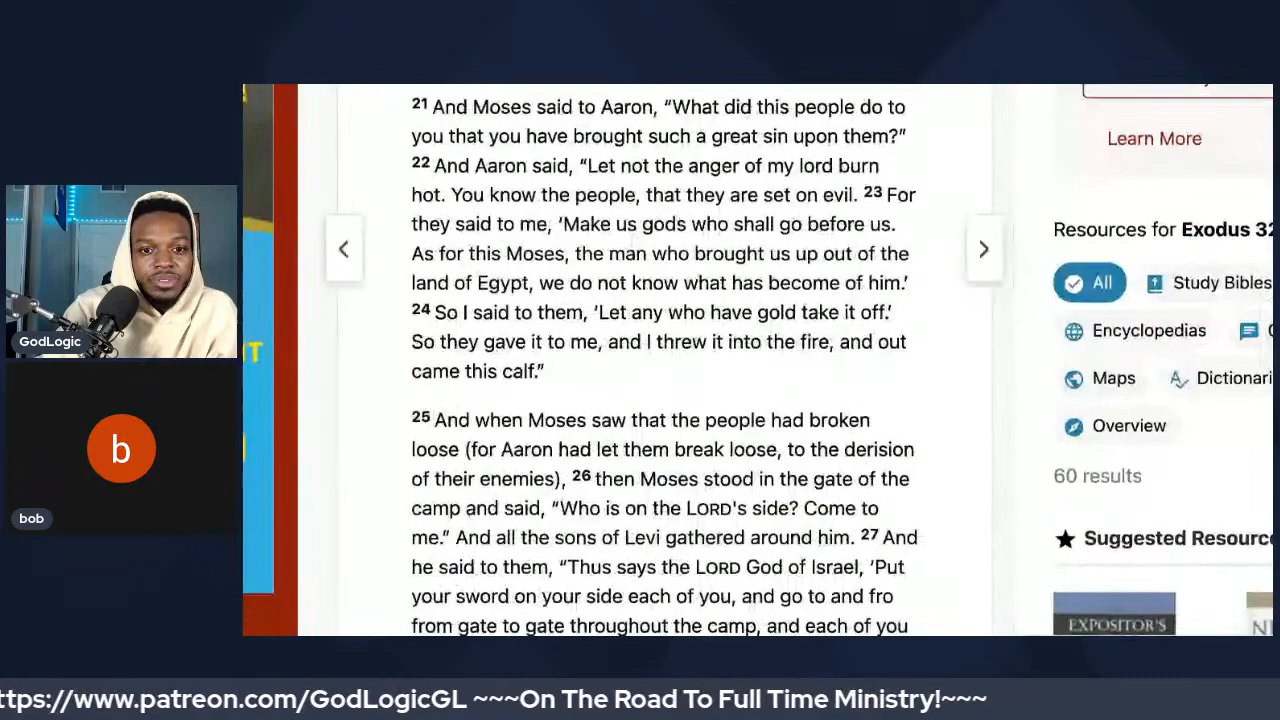 21 And Moses said to Aaron, “What did this people do to
you that you have brought such a great sin upon them?”
22 And Aaron said, “Let not the anger of my lord burn
hot. You know the people, that they are set on evil. 23 For
they said to me, ‘Make us gods who shall go before us.
As for this Moses, the man who brought us up out of the
land of Egypt, we do not know what has become of him.’
24 So I said to them, ‘Let any who have gold take it off.’
So they gave it to me, and I threw it into the fire, and out
came this calf.”
25 And when Moses saw that the people had broken
loose (for Aaron had let them break loose, to the derision
of their enemies), 26 then Moses stood in the gate of the
camp and said, “Who is on the LORD's side? Come to
me.” And all the sons of Levi gathered around him. 27 And
he said to them, “Thus says the LORD God of Israel, ‘Put
your sword on your side each of you, and go to and fro
from gate to gate throughout the camp, and each of you
Learn More
Resources for Exodus 32
All
Study Bibles
Encyclopedias
Maps
Dictionari
Overview
60 results
Suggested Resource
EXPOSITOR'S
GodLogic
b
bob
ttps://www.patreon.com/GodLogicGL ~~~On The Road To Full Time Ministry!~~~